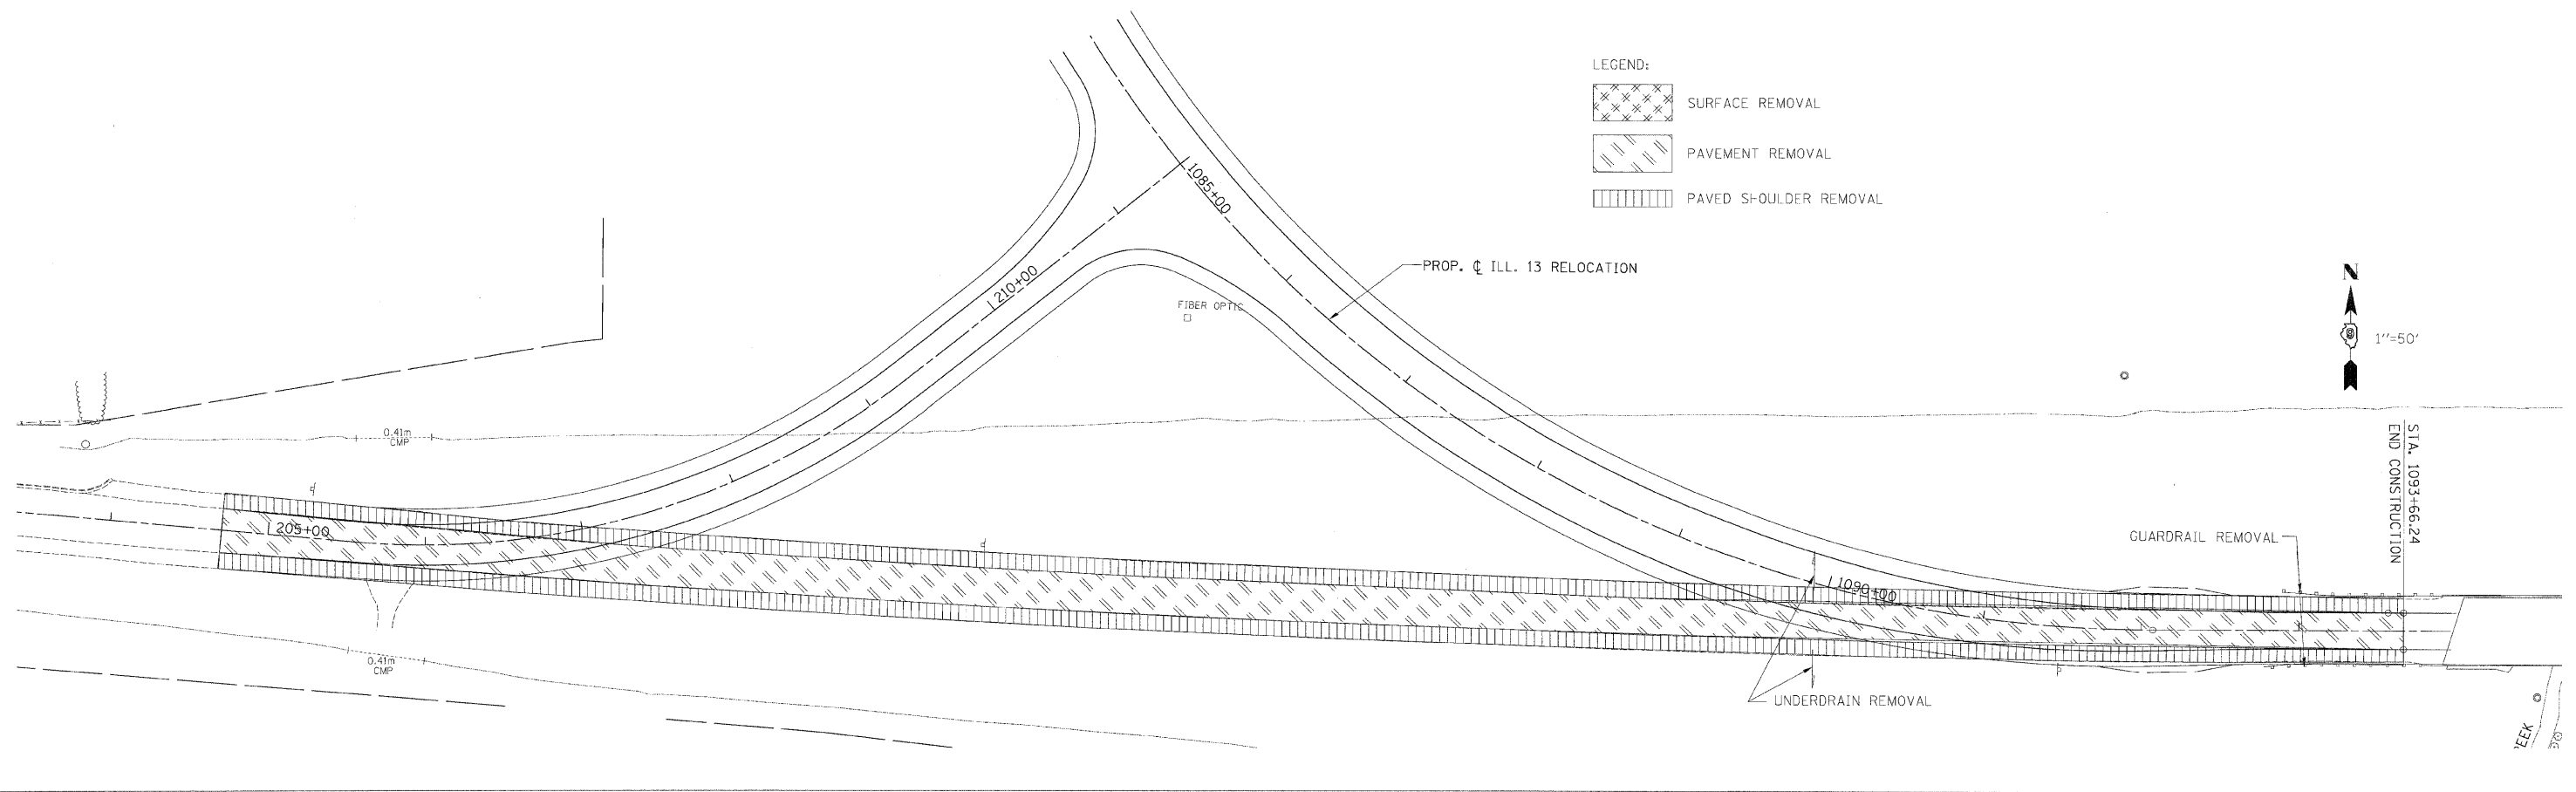 LEGEND:
SURFACE REMOVAL
PAVEMENT REMOVAL
PAVED SHOULDER REMOVAL
1085+00
PROP. ℄ ILL. 13 RELOCATION
210+00
FIBER OPTIC
N
1"=50'
0.41m
CMP
STA. 1093+66.24
END CONSTRUCTION
205+00
GUARDRAIL REMOVAL
1090+00
0.41m
CMP
UNDERDRAIN REMOVAL
EEK